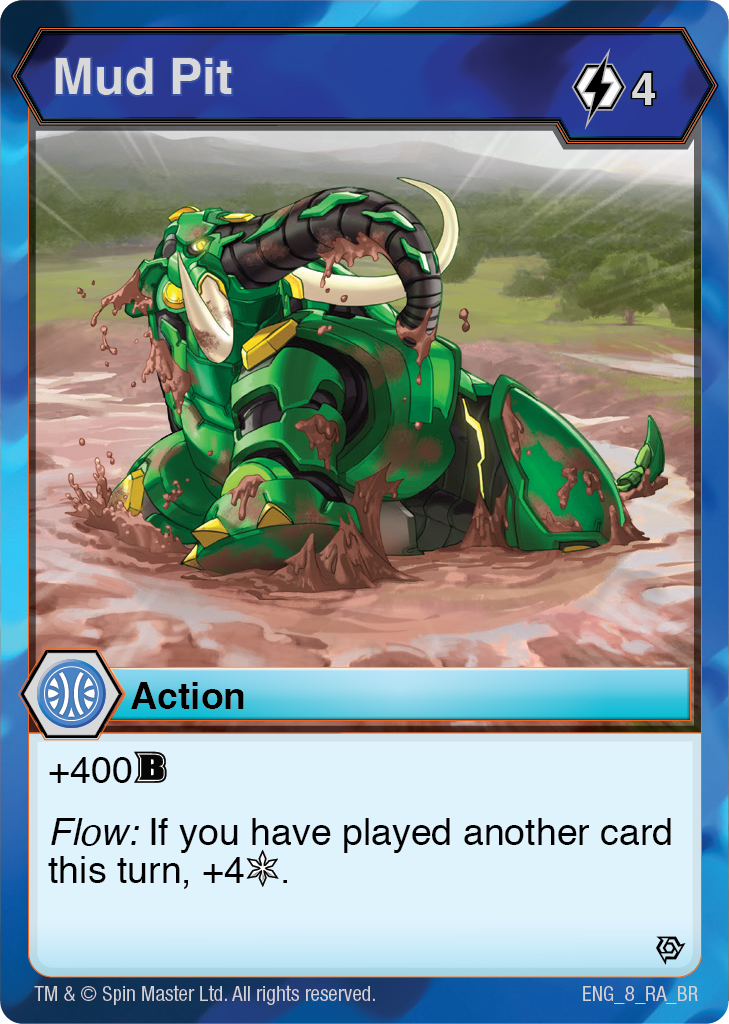 Mud Pit
4
Action
+400B
Flow: If you have played another card
this turn, +4.
TM & © Spin Master Ltd. All rights reserved.
ENG_8_RA_BR